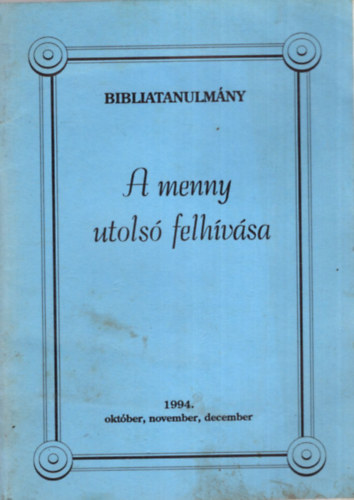 BIBLIATANULMÁNY
A menny
utolsó felhívása
1994.
október, november, december